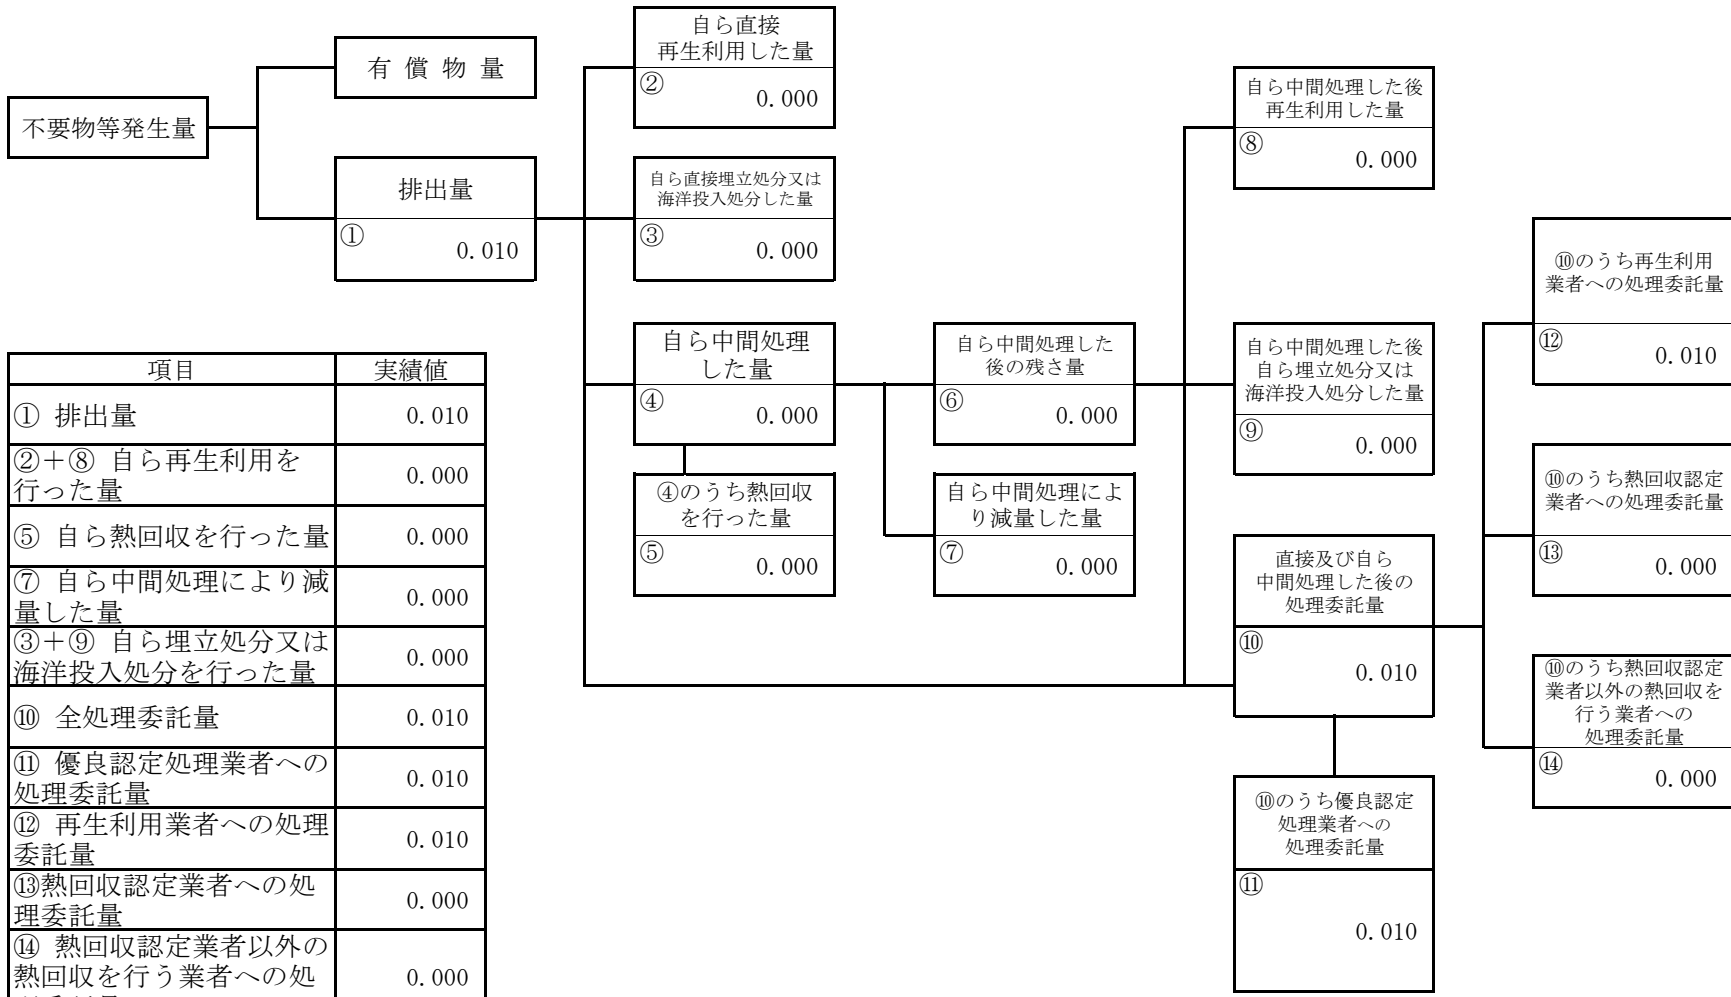 不要物等発生量
有 償 物 量
排出量
①
0.010
自ら直接
再生利用した量
②
0.000
自ら直接埋立処分又は
海洋投入処分した量
③
0.000
自ら中間処理
した量
④
0.000
④のうち熱回収
を行った量
⑤
0.000
自ら中間処理した
後の残さ量
⑥
0.000
自ら中間処理によ
り減量した量
⑦
0.000
自ら中間処理した後
再生利用した量
⑧
0.000
自ら中間処理した後
自ら埋立処分又は
海洋投入処分した量
⑨
0.000
直接及び自ら
中間処理した後の
処理委託量
⑩
0.010
⑩のうち優良認定
処理業者への
処理委託量
⑪
0.010
⑩のうち再生利用
業者への処理委託量
⑫
0.010
⑩のうち熱回収認定
業者への処理委託量
⑬
0.000
⑩のうち熱回収認定
業者以外の熱回収を
行う業者への
処理委託量
⑭
0.000
項目 実績値
① 排出量 0.010
②＋⑧ 自ら再生利用を
行った量 0.000
⑤ 自ら熱回収を行った量 0.000
⑦ 自ら中間処理により減
量した量 0.000
③＋⑨ 自ら埋立処分又は
海洋投入処分を行った量 0.000
⑩ 全処理委託量 0.010
⑪ 優良認定処理業者への
処理委託量 0.010
⑫ 再生利用業者への処理
委託量 0.010
⑬熱回収認定業者への処
理委託量 0.000
⑭ 熱回収認定業者以外の
熱回収を行う業者への処 0.000